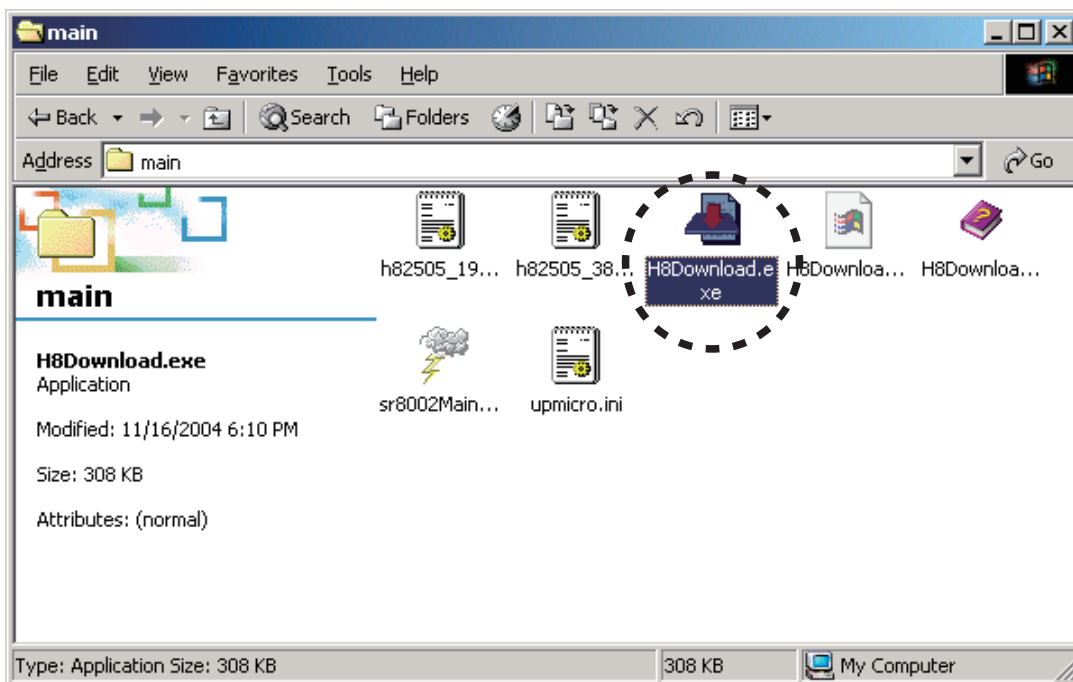 main
File Edit View Favorites Tools Help
Back Search Folders
Address main Go
h82505_19... h82505_38... H8Download.e
xe H8Downloa... H8Downloa...
main
H8Download.exe
Application
Modified: 11/16/2004 6:10 PM
Size: 308 KB
Attributes: (normal)
sr8002Main... upmicro.ini
Type: Application Size: 308 KB 308 KB My Computer